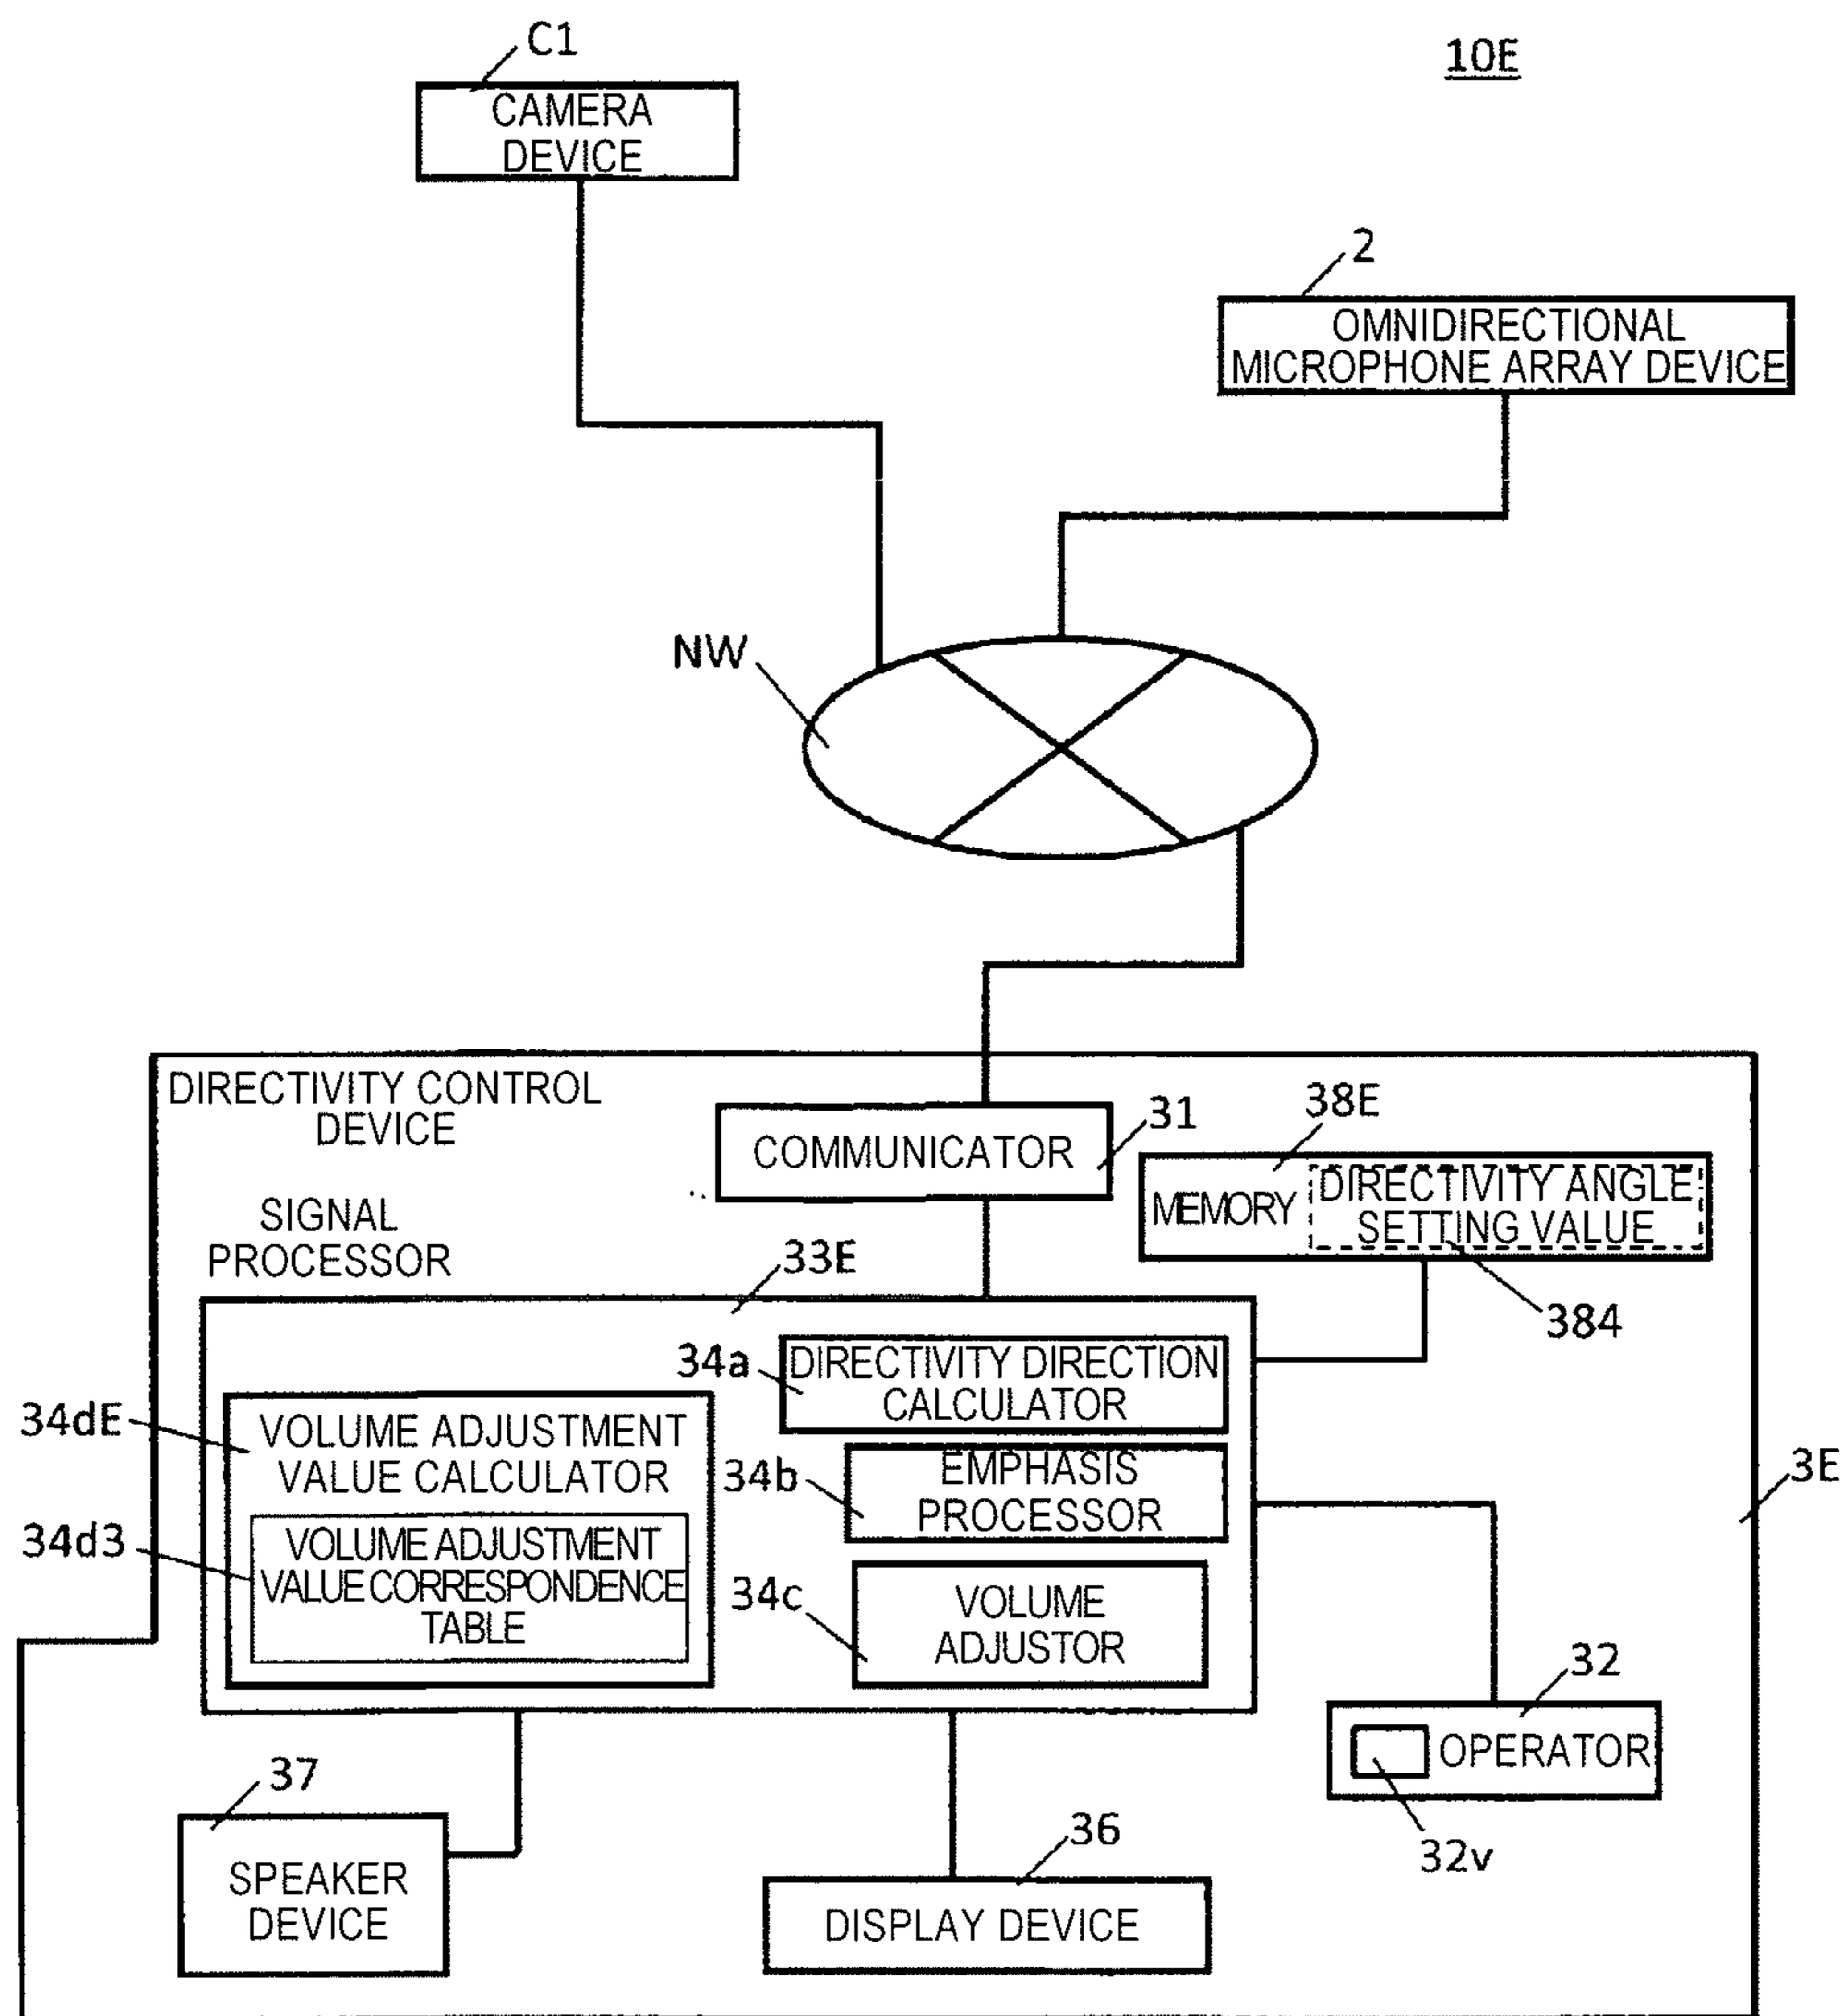 C1
10E
CAMERA
DEVICE
2
OMNIDIRECTIONAL
MICROPHONE ARRAY DEVICE
NW
DIRECTIVITY CONTROL
DEVICE
31
COMMUNICATOR
38E
MEMORY
DIRECTIVITY ANGLE
SETTING VALUE
384
SIGNAL
PROCESSOR
33E
34a
DIRECTIVITY DIRECTION
CALCULATOR
34dE
VOLUME ADJUSTMENT
VALUE CALCULATOR
34b
EMPHASIS
PROCESSOR
3E
34d3
VOLUME ADJUSTMENT
VALUE CORRESPONDENCE
TABLE
34c
VOLUME
ADJUSTOR
32
OPERATOR
32v
37
SPEAKER
DEVICE
36
DISPLAY DEVICE